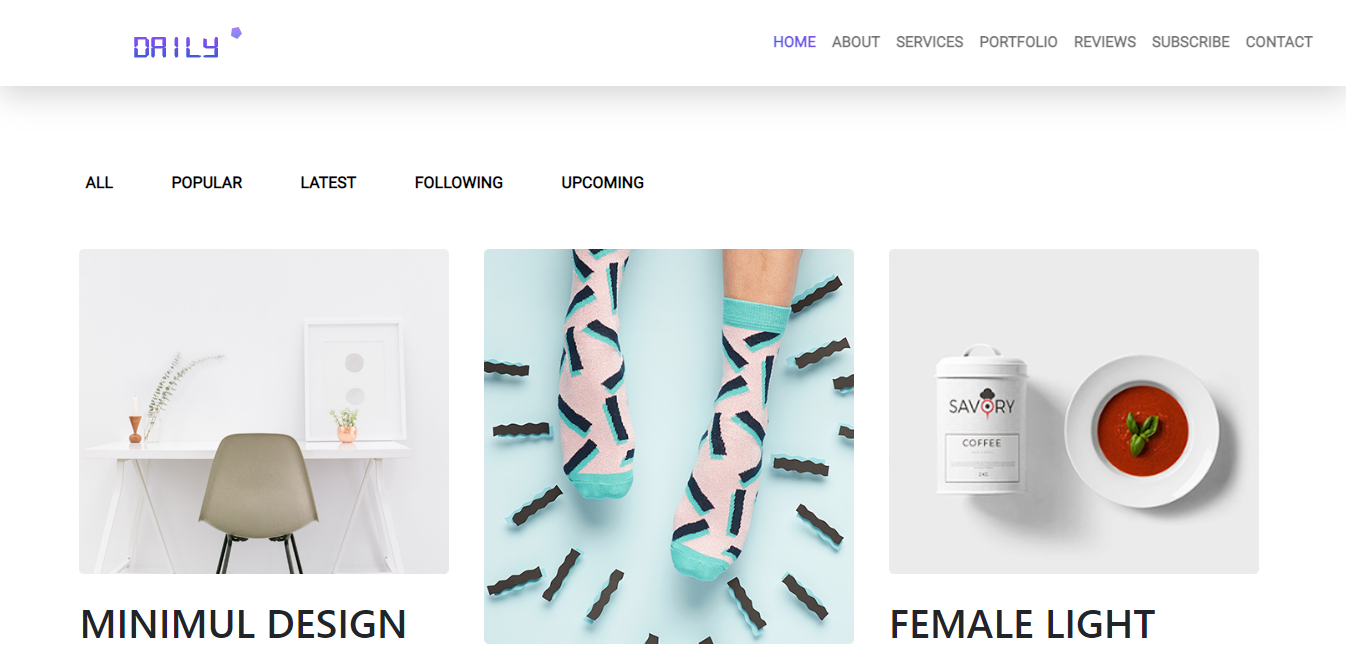 DAILY
HOME ABOUT SERVICES PORTFOLIO REVIEWS SUBSCRIBE CONTACT
ALL POPULAR LATEST FOLLOWING UPCOMING
SAVORY
COFFEE
MINIMUL DESIGN
FEMALE LIGHT